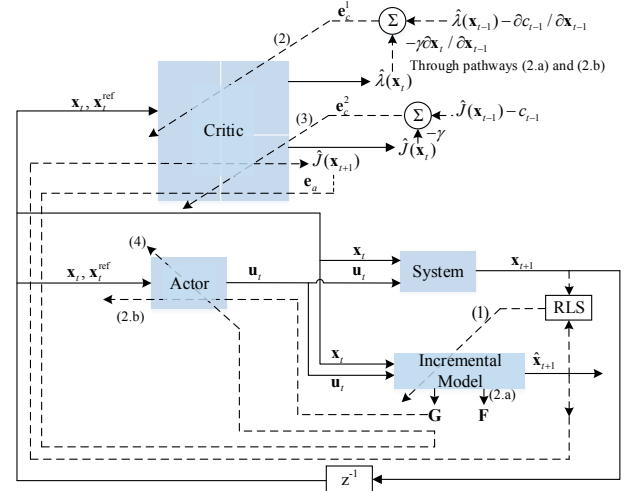 (2)
e_c^1
Σ
λ̂(x_{t−1}) − ∂c_{t−1} / ∂x_{t−1}
−γ∂x_t / ∂x_{t−1}
Through pathways (2.a) and (2.b)
λ̂(x_t)
x_t, x_t^ref
Critic
(3)
e_c^2
Σ
Ĵ(x_{t−1}) − c_{t−1}
−γ
Ĵ(x_t)
Ĵ(x_{t+1})
e_a
(4)
x_t
x_t, x_t^ref
Actor
u_t
u_t
System
x_{t+1}
(2.b)
(1)
RLS
x_t
u_t
Incremental
Model
x̂_{t+1}
(2.a)
G
F
z^{-1}